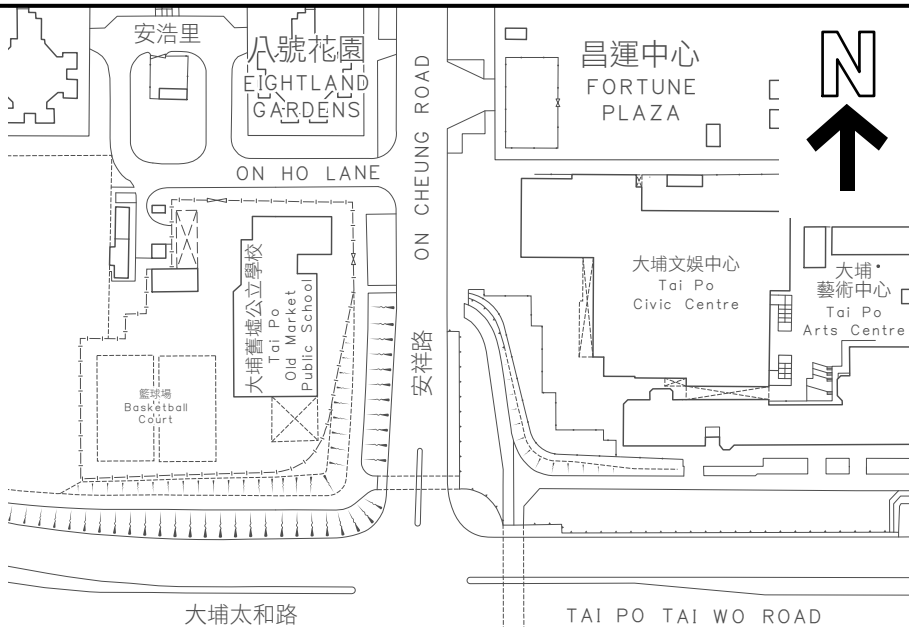 安浩里
八號花園
EIGHTLAND
GARDENS
ON CHEUNG ROAD
昌運中心
FORTUNE
PLAZA
N
ON HO LANE
大埔舊墟公立學校
Tai Po
Old Market
Public School
大埔文娛中心
Tai Po
Civic Centre
大埔
藝術中心
Tai Po
Arts Centre
安祥路
籃球場
Basketball
Court
大埔太和路
TAI PO TAI WO ROAD